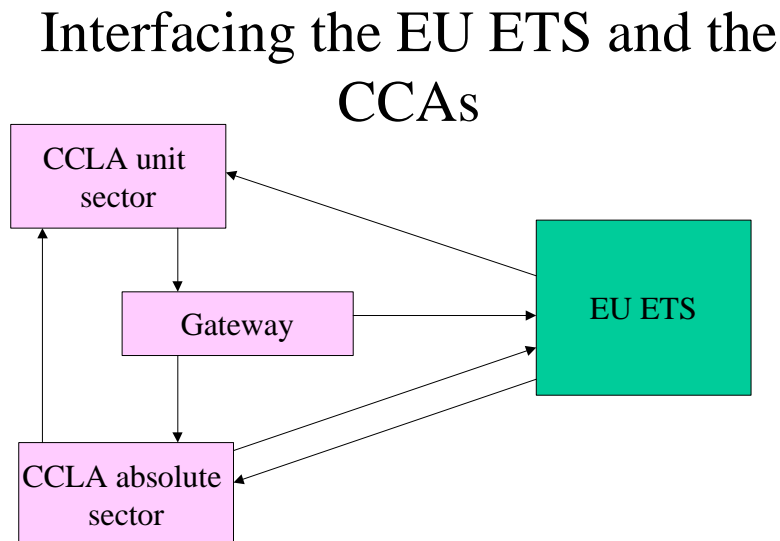 Interfacing the EU ETS and the
CCAs
CCLA unit
sector
Gateway
EU ETS
CCLA absolute
sector